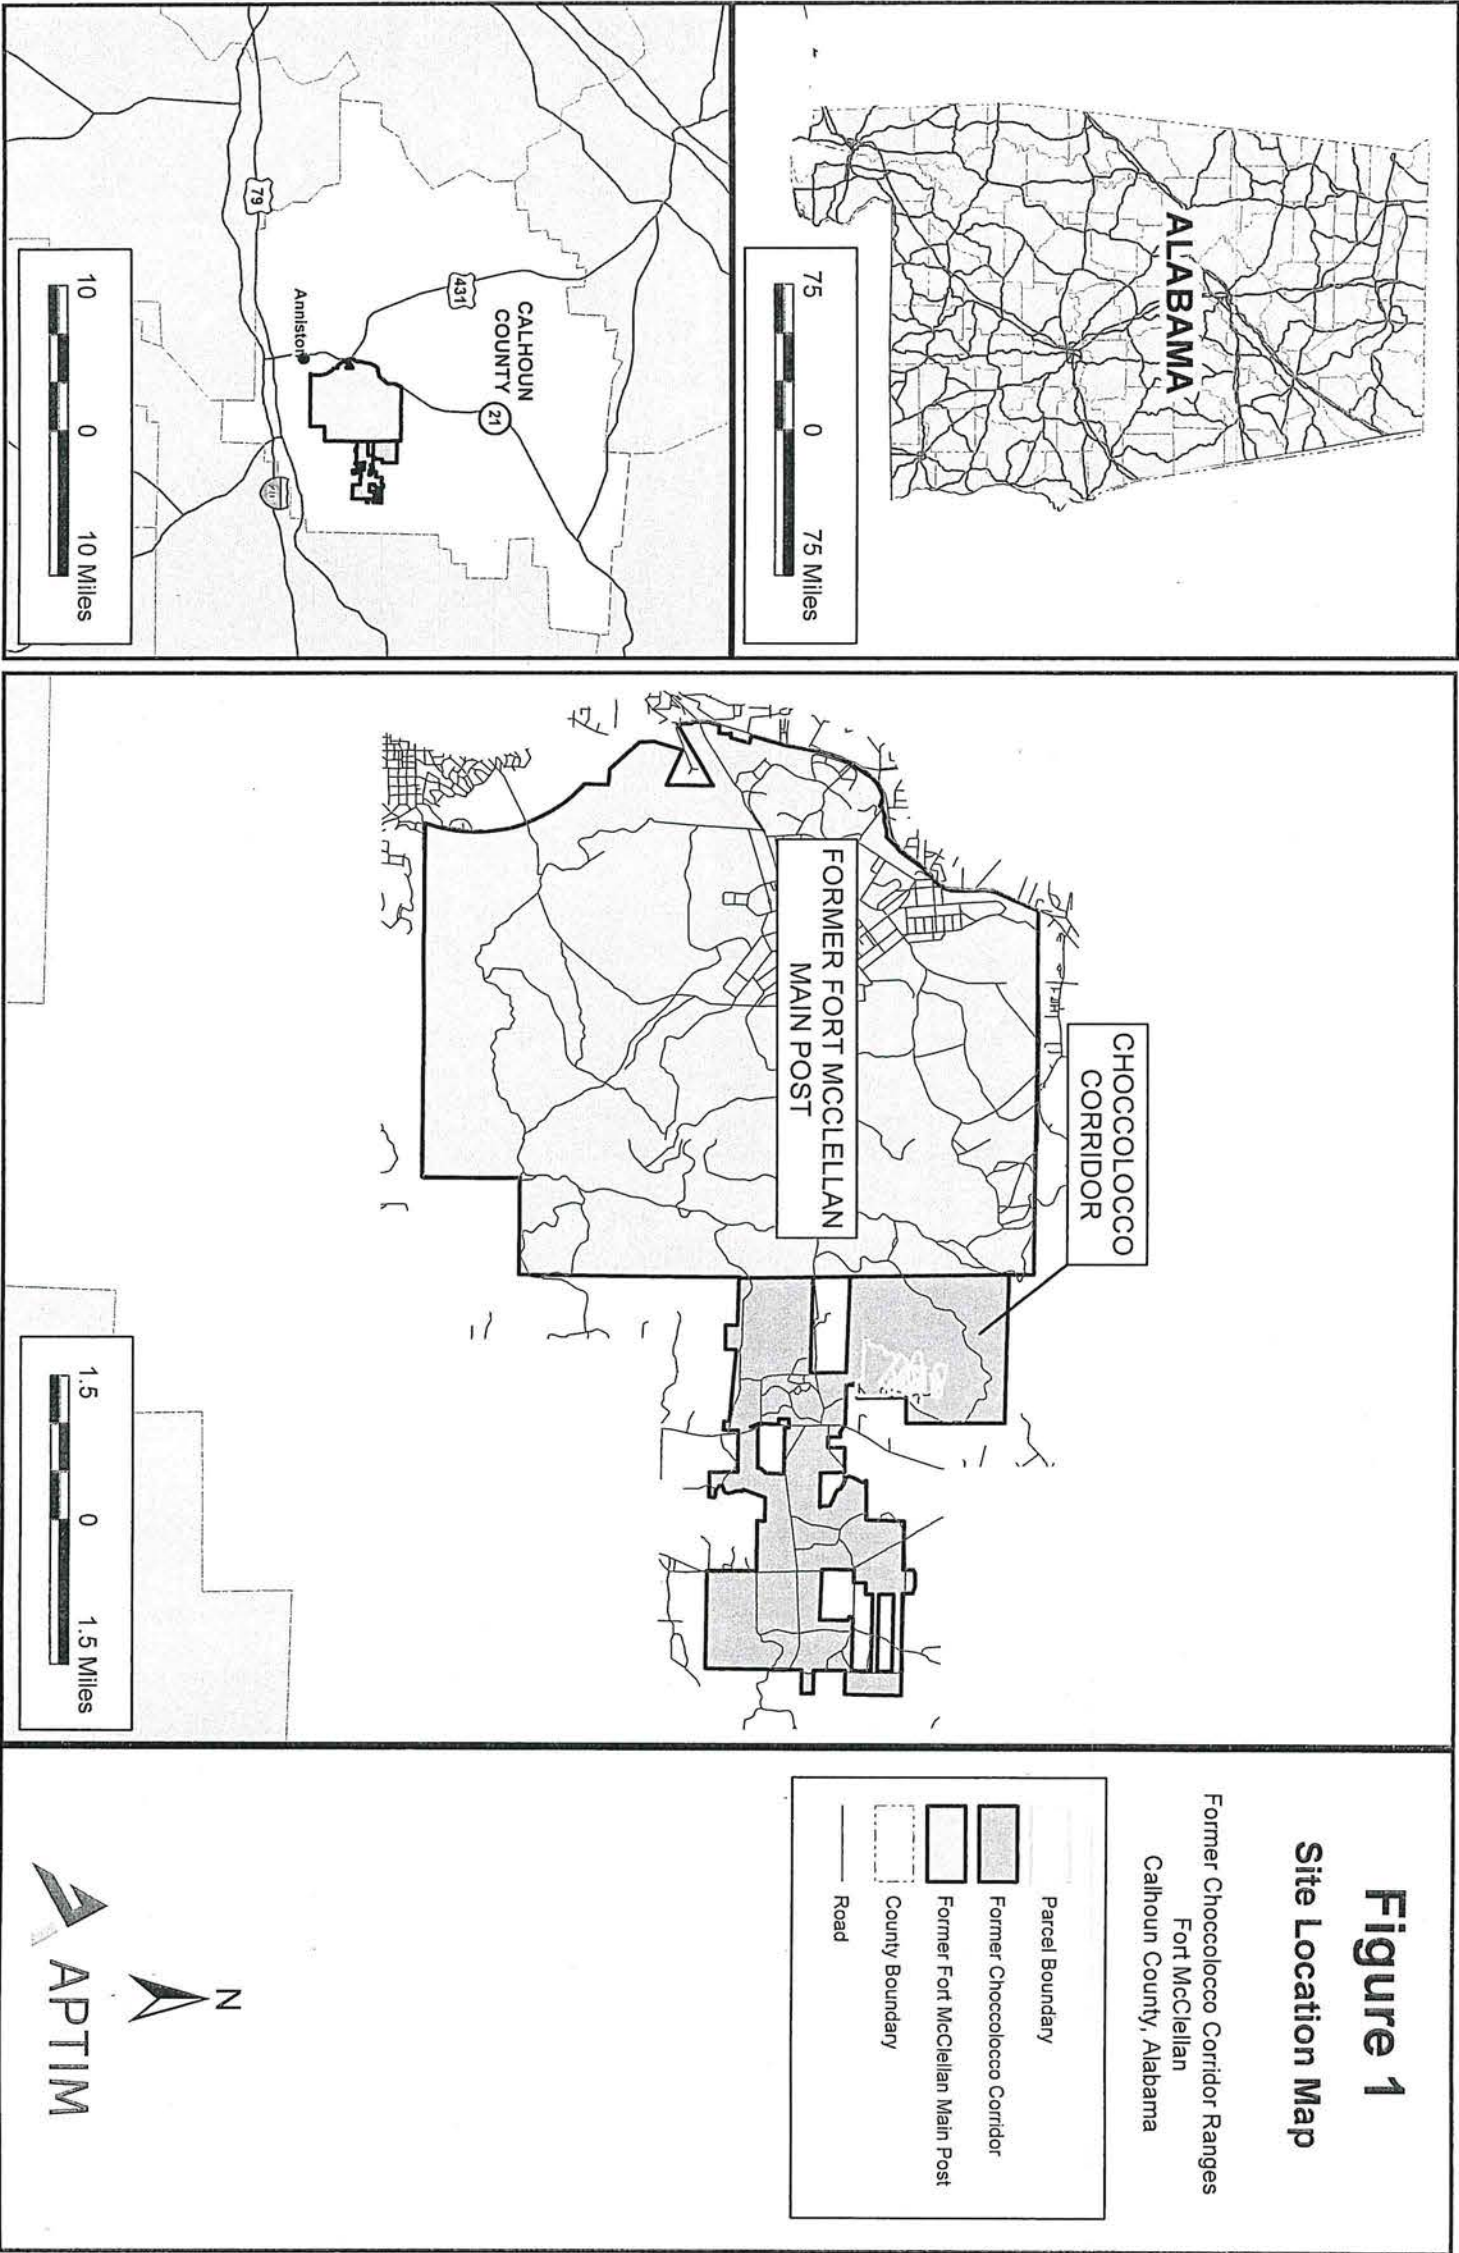 ALABAMA
75 0 75 Miles
CALHOUN
COUNTY
21
431
79
Anniston
10 0 10 Miles
CHOCCOLOCCO
CORRIDOR
FORMER FORT MCCLELLAN
MAIN POST
1.5 0 1.5 Miles
Figure 1
Site Location Map
Former Choccolocco Corridor Ranges
Fort McClellan
Calhoun County, Alabama
Parcel Boundary
Former Choccolocco Corridor
Former Fort McClellan Main Post
County Boundary
Road
N
APTIM